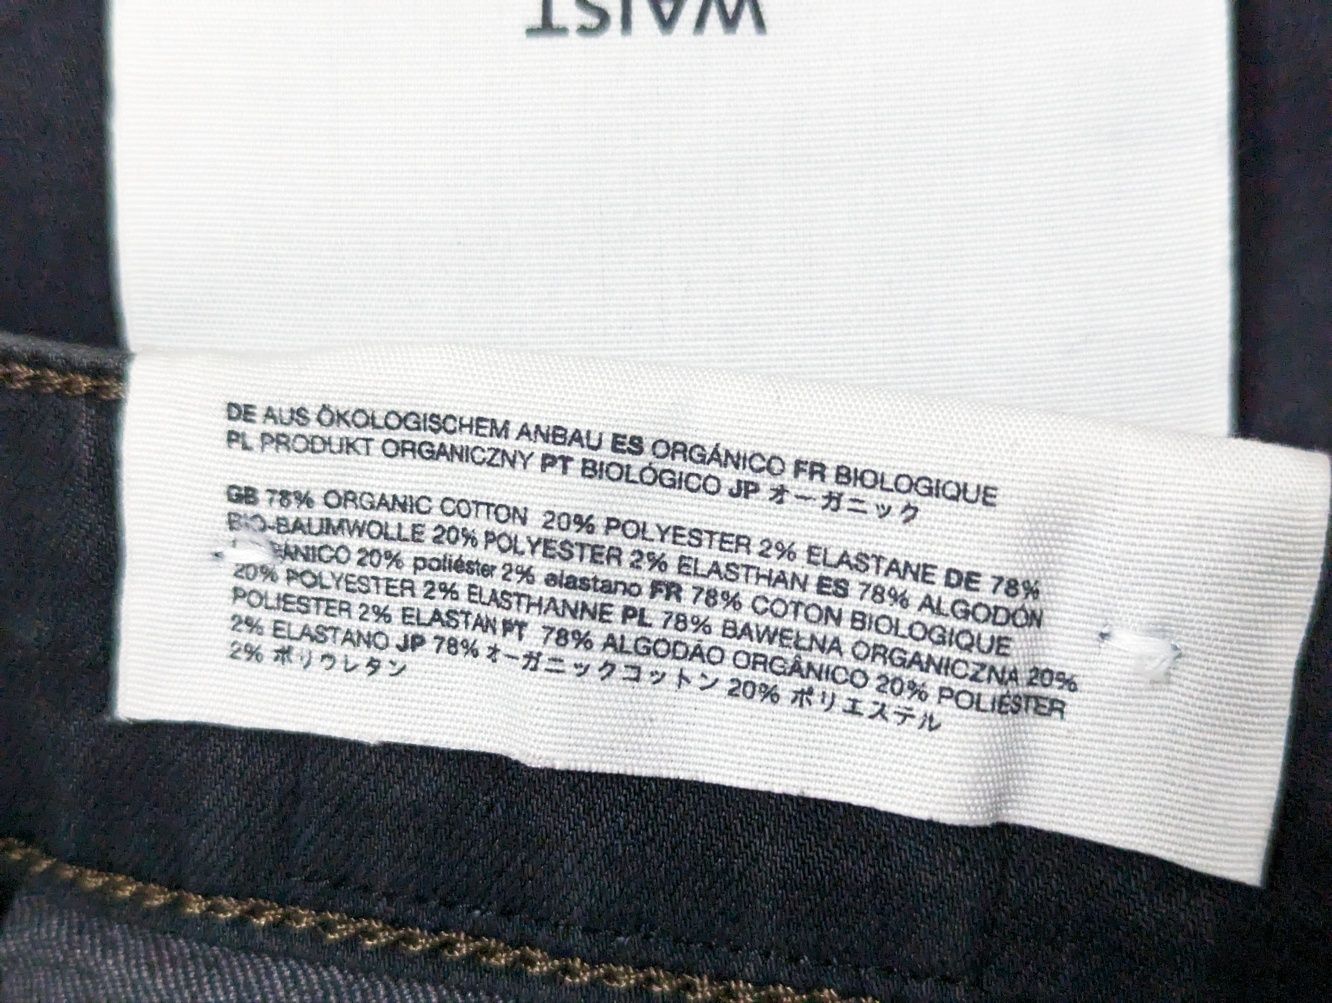 WAIST
DE AUS ÖKOLOGISCHEM ANBAU ES ORGÁNICO FR BIOLOGIQUE
PL PRODUKT ORGANICZNY PT BIOLÓGICO JP オーガニック
GB 78% ORGANIC COTTON 20% POLYESTER 2% ELASTANE DE 78%
BIO-BAUMWOLLE 20% POLYESTER 2% ELASTHAN ES 78% ALGODÓN
20% poliéster 2% elastano FR 78% COTON BIOLOGIQUE
20% POLYESTER 2% ELASTHANNE PL 78% BAWEŁNA ORGANICZNA 20%
POLIESTER 2% ELASTAN PT 78% ALGODÃO ORGÂNICO 20% POLIÉSTER
2% ELASTANO JP 78% オーガニックコットン 20% ポリエステル
2% ポリウレタン